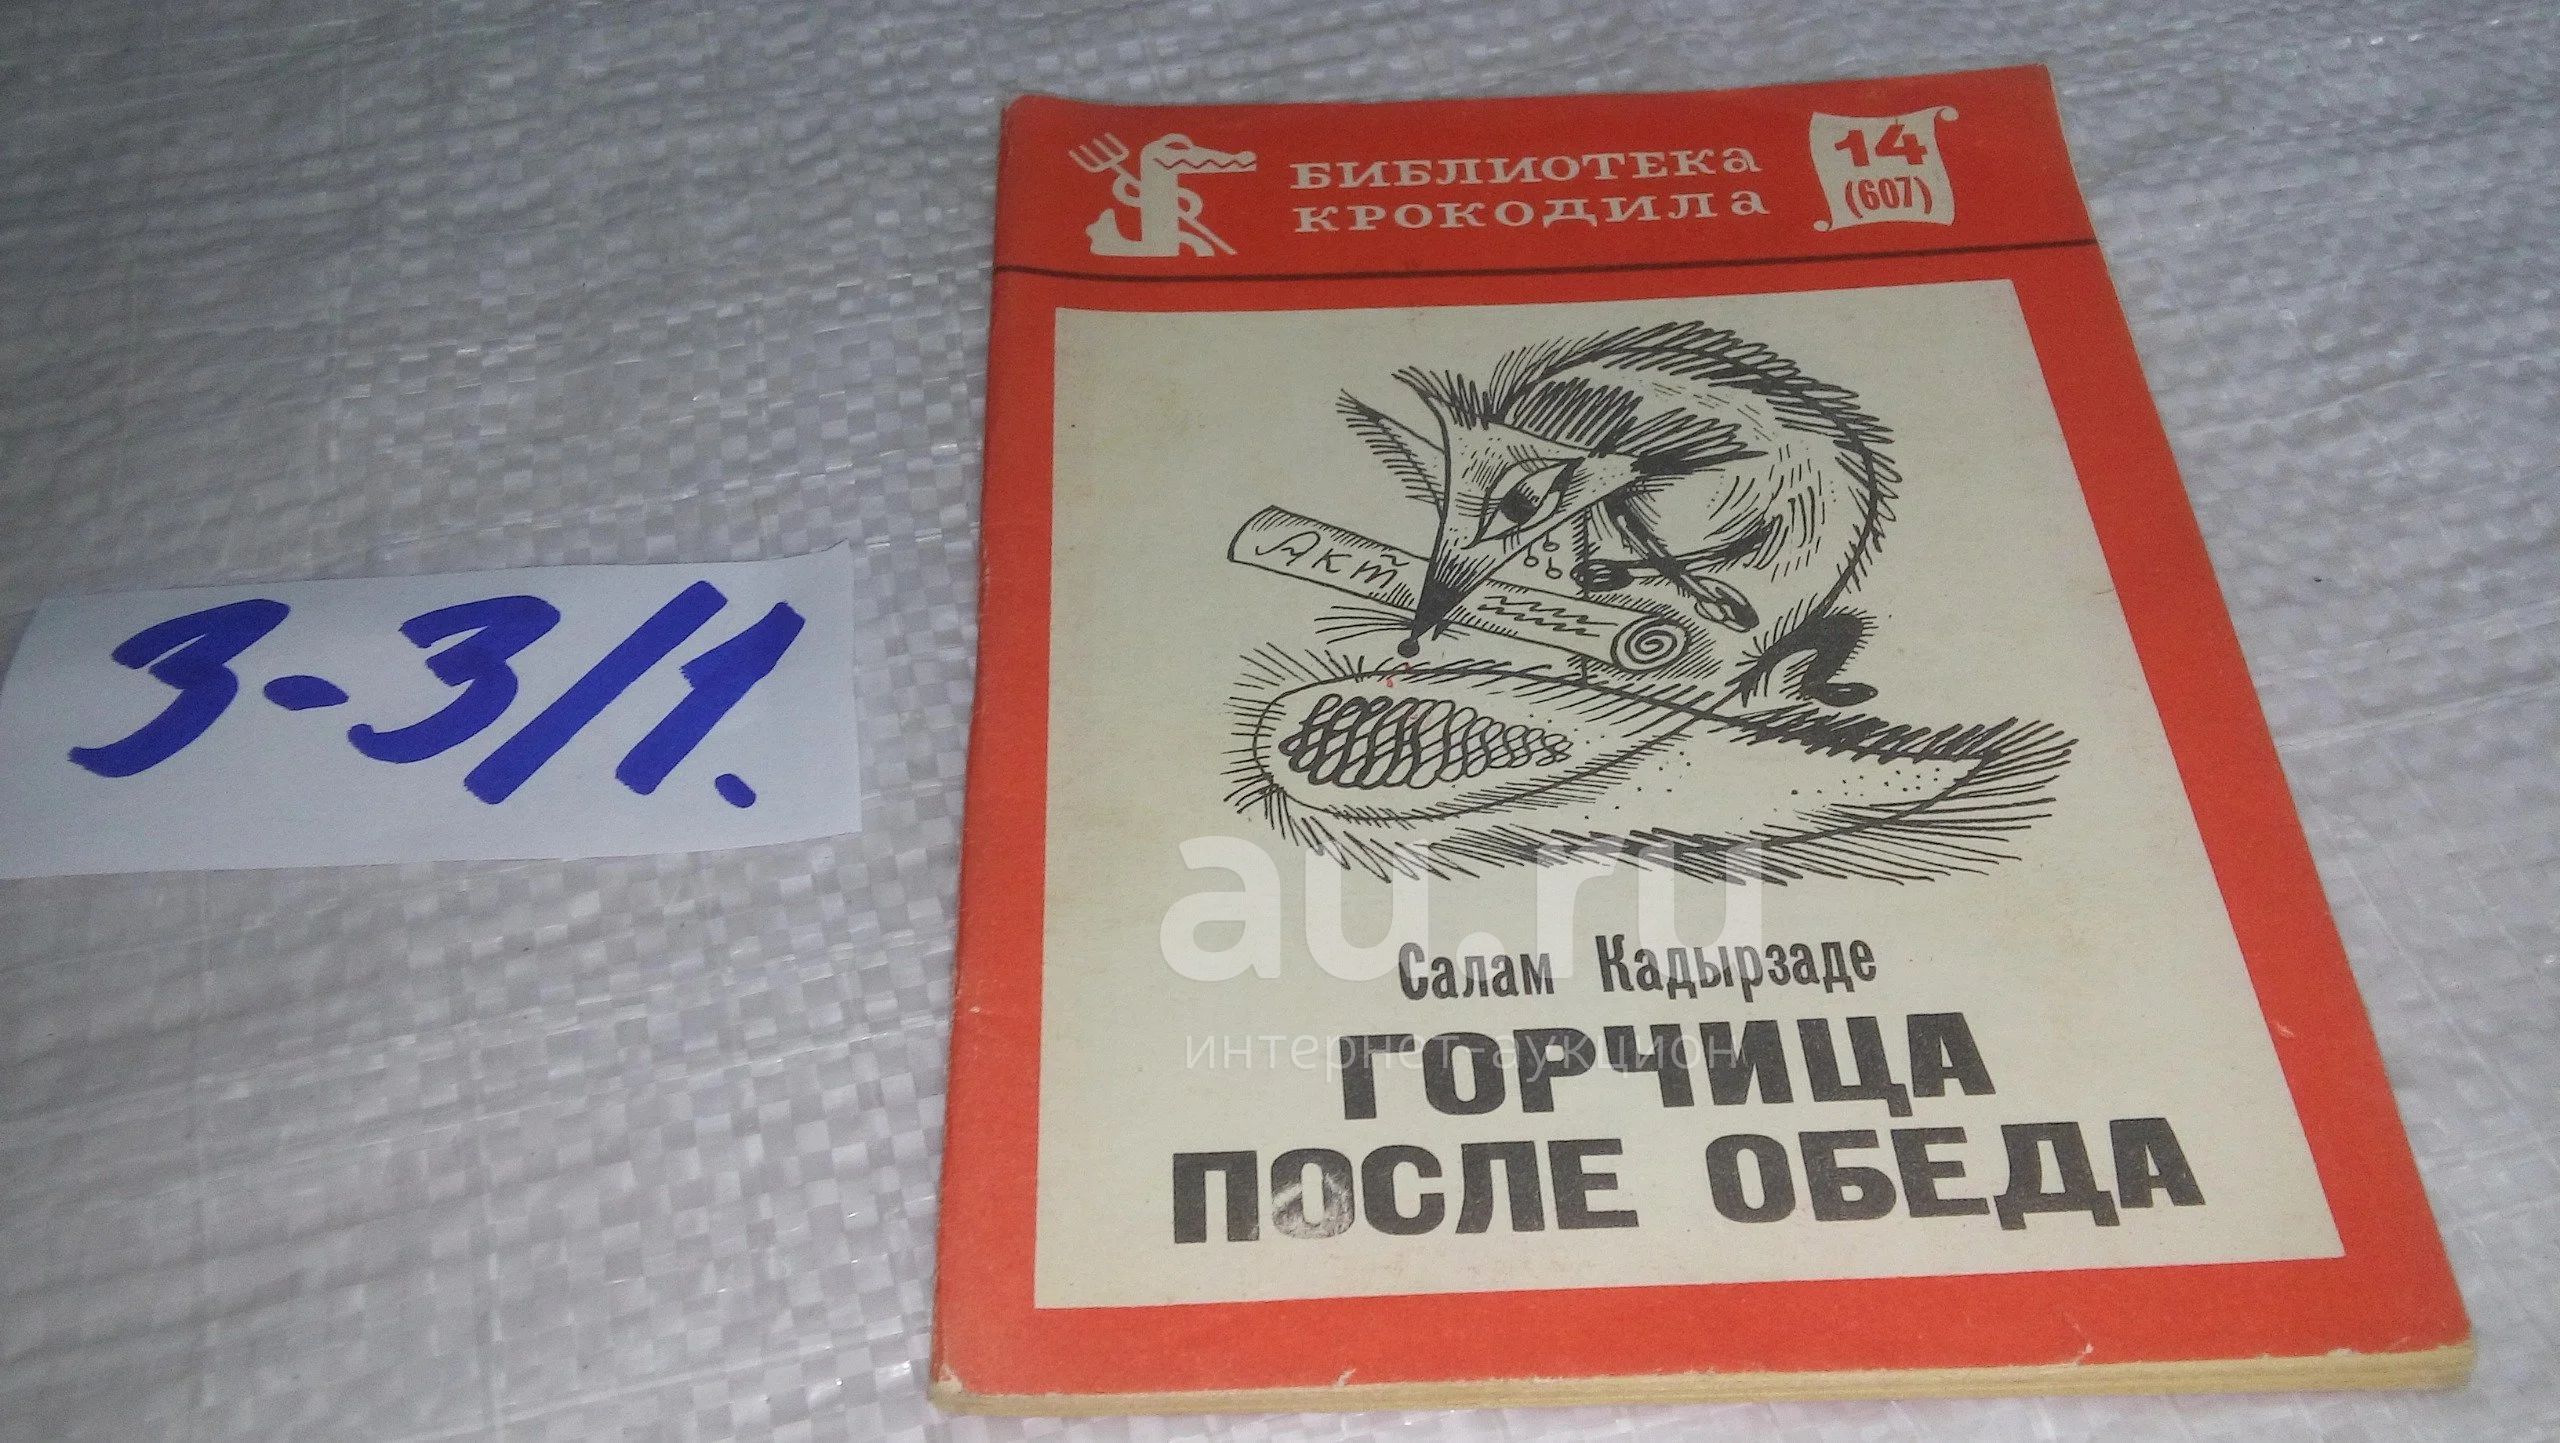 3-3/1.
БИБЛИОТЕКА
КРОКОДИЛА
14
(607)
Акт
au.ru
интернет-аукцион
Салам Кадырзаде
ГОРЧИЦА
ПОСЛЕ ОБЕДА